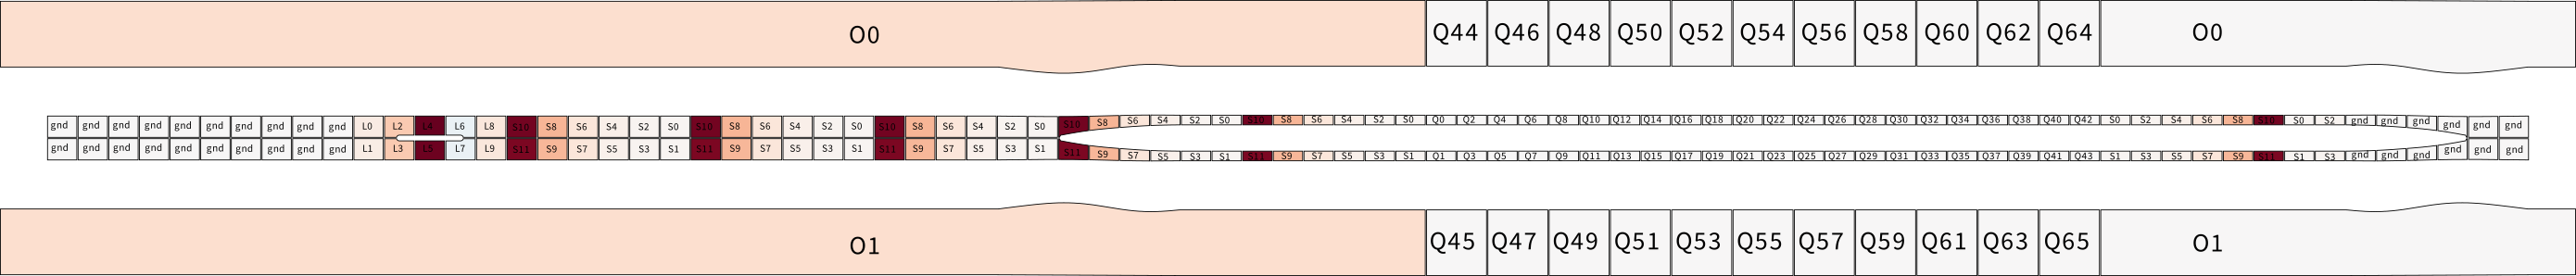 O0 Q44 Q46 Q48 Q50 Q52 Q54 Q56 Q58 Q60 Q62 Q64 O0
gnd gnd gnd gnd gnd gnd gnd gnd gnd gnd L0 L2 L4 L6 L8 S10 S8 S6 S4 S2 S0 S10 S8 S6 S4 S2 S0 S10 S8 S6 S4 S2 S0 S10 S8 S6 S4 S2 S0 S10 S8 S6 S4 S2 S0 Q0 Q2 Q4 Q6 Q8 Q10 Q12 Q14 Q16 Q18 Q20 Q22 Q24 Q26 Q28 Q30 Q32 Q34 Q36 Q38 Q40 Q42 S0 S2 S4 S6 S8 S10 S0 S2 gnd gnd gnd gnd gnd gnd
gnd gnd gnd gnd gnd gnd gnd gnd gnd gnd L1 L3 L5 L7 L9 S11 S9 S7 S5 S3 S1 S11 S9 S7 S5 S3 S1 S11 S9 S7 S5 S3 S1 S11 S9 S7 S5 S3 S1 S11 S9 S7 S5 S3 S1 Q1 Q3 Q5 Q7 Q9 Q11 Q13 Q15 Q17 Q19 Q21 Q23 Q25 Q27 Q29 Q31 Q33 Q35 Q37 Q39 Q41 Q43 S1 S3 S5 S7 S9 S11 S1 S3 gnd gnd gnd gnd gnd gnd
O1 Q45 Q47 Q49 Q51 Q53 Q55 Q57 Q59 Q61 Q63 Q65 O1